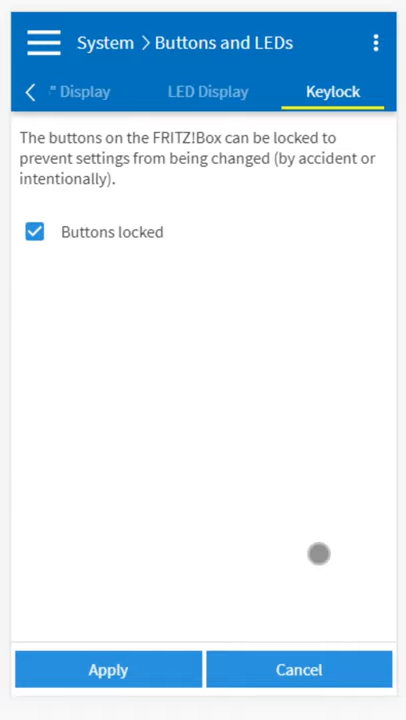 System > Buttons and LEDs
" Display LED Display Keylock
The buttons on the FRITZ!Box can be locked to
prevent settings from being changed (by accident or
intentionally).
Buttons locked
Apply Cancel